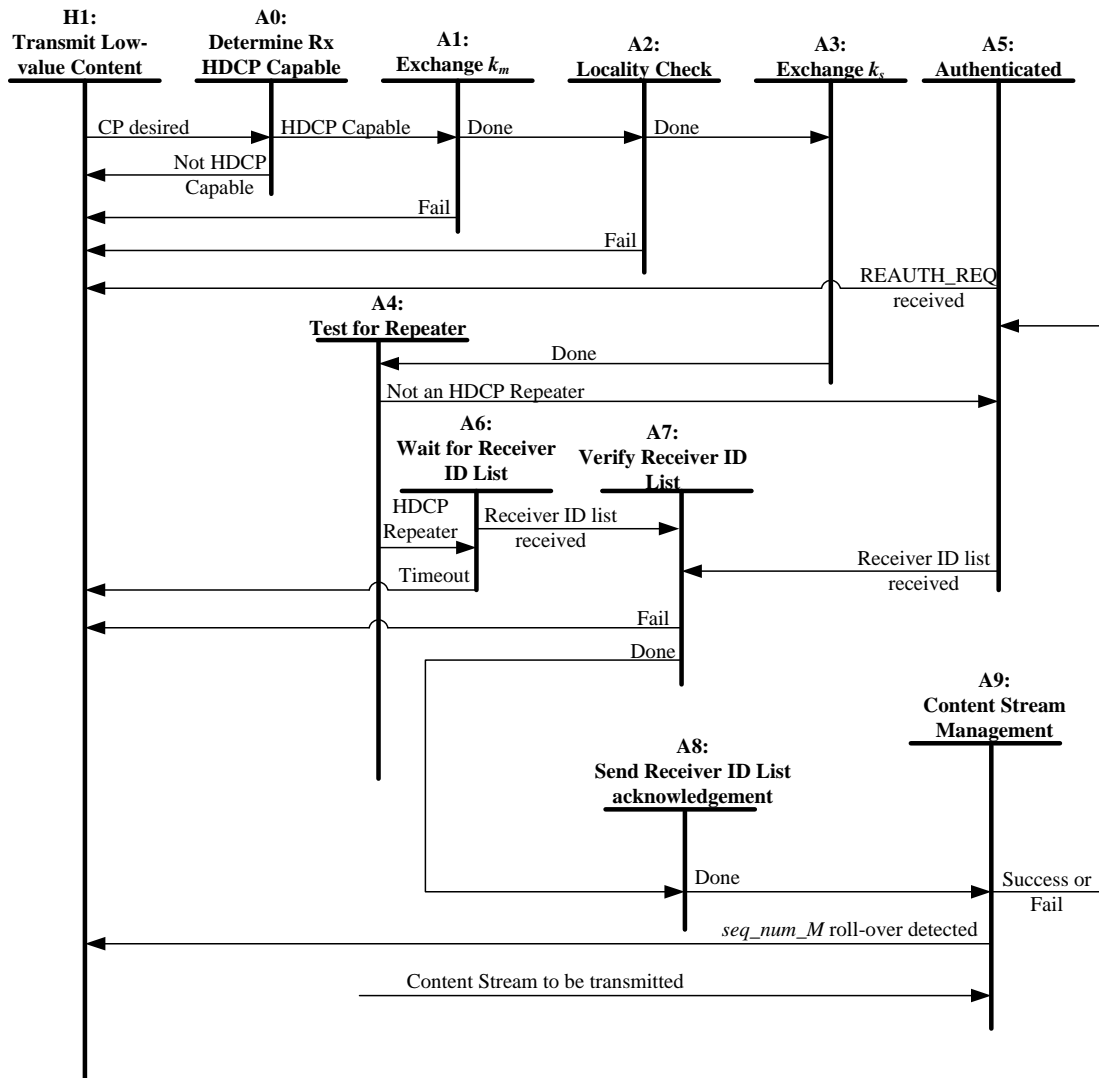 H1:
Transmit Low-
value Content
A0:
Determine Rx
HDCP Capable
A1:
Exchange km
A2:
Locality Check
A3:
Exchange ks
A5:
Authenticated
CP desired
HDCP Capable
Done
Done
Not HDCP
Capable
Fail
Fail
REAUTH_REQ
received
A4:
Test for Repeater
Done
Not an HDCP Repeater
A6:
Wait for Receiver
ID List
A7:
Verify Receiver ID
List
HDCP
Repeater
Receiver ID list
received
Receiver ID list
received
Timeout
Fail
Done
A9:
Content Stream
Management
A8:
Send Receiver ID List
acknowledgement
Done
Success or
Fail
seq_num_M roll-over detected
Content Stream to be transmitted